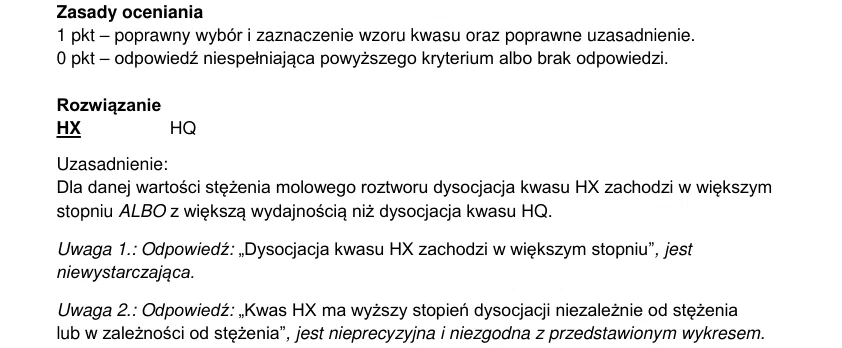 Zasady oceniania
1 pkt – poprawny wybór i zaznaczenie wzoru kwasu oraz poprawne uzasadnienie.
0 pkt – odpowiedź niespełniająca powyższego kryterium albo brak odpowiedzi.
Rozwiązanie
HX HQ
Uzasadnienie:
Dla danej wartości stężenia molowego roztworu dysocjacja kwasu HX zachodzi w większym
stopniu ALBO z większą wydajnością niż dysocjacja kwasu HQ.
Uwaga 1.: Odpowiedź: „Dysocjacja kwasu HX zachodzi w większym stopniu”, jest
niewystarczająca.
Uwaga 2.: Odpowiedź: „Kwas HX ma wyższy stopień dysocjacji niezależnie od stężenia
lub w zależności od stężenia”, jest nieprecyzyjna i niezgodna z przedstawionym wykresem.